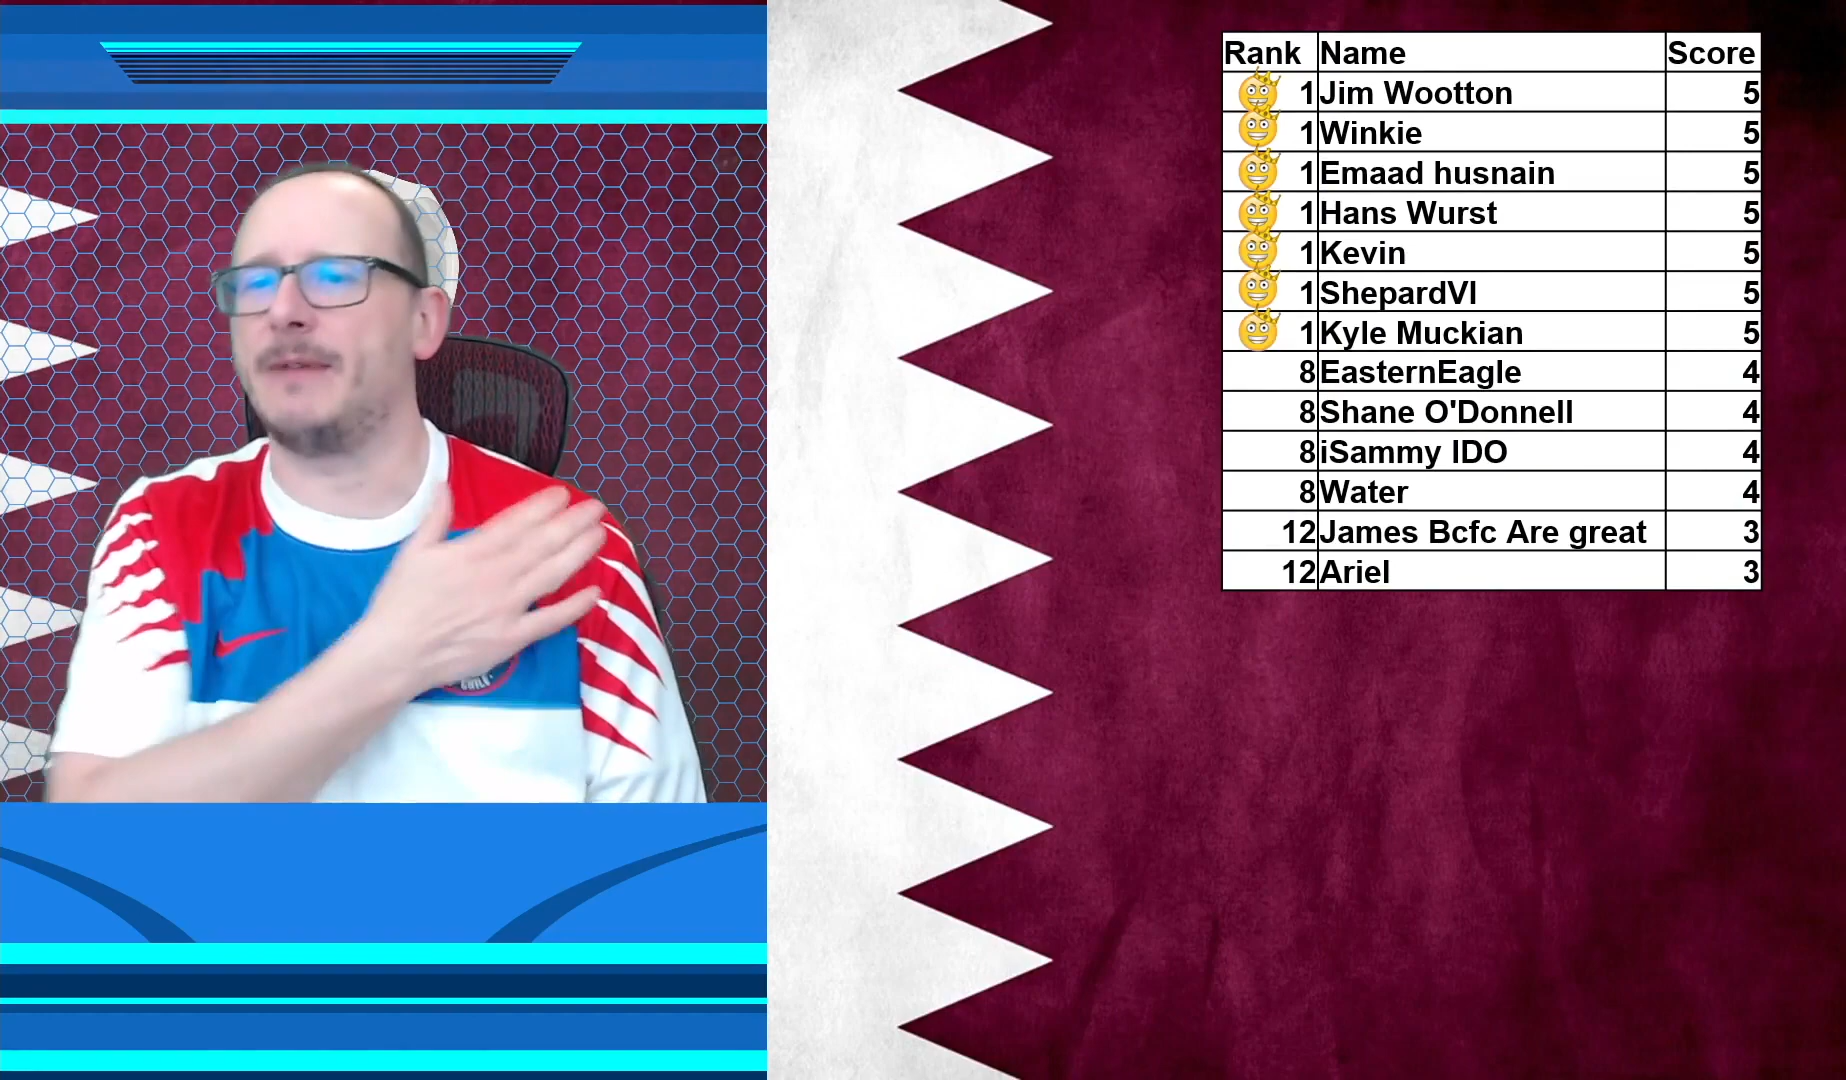 Rank Name Score
1 Jim Wootton 5
1 Winkie 5
1 Emaad husnain 5
1 Hans Wurst 5
1 Kevin 5
1 ShepardVI 5
1 Kyle Muckian 5
8 EasternEagle 4
8 Shane O'Donnell 4
8 iSammy IDO 4
8 Water 4
12 James Bcfc Are great 3
12 Ariel 3
CHILE